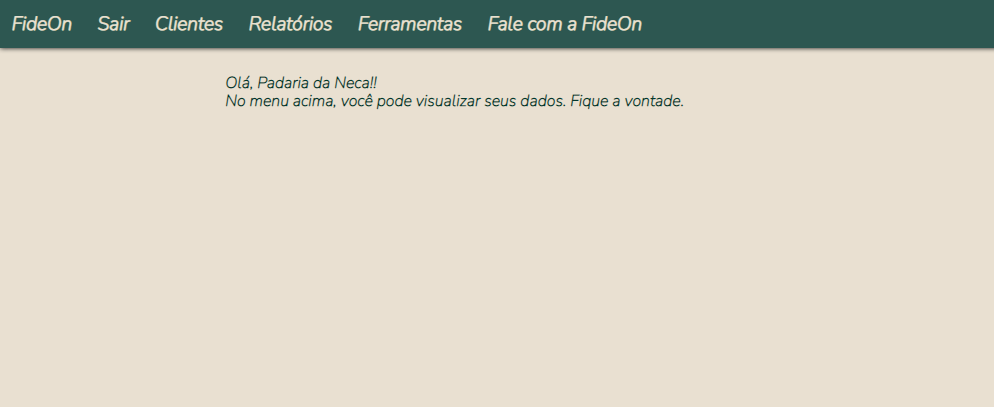 FideOn Sair Clientes Relatórios Ferramentas Fale com a FideOn
Olá, Padaria da Neca!!
No menu acima, você pode visualizar seus dados. Fique a vontade.